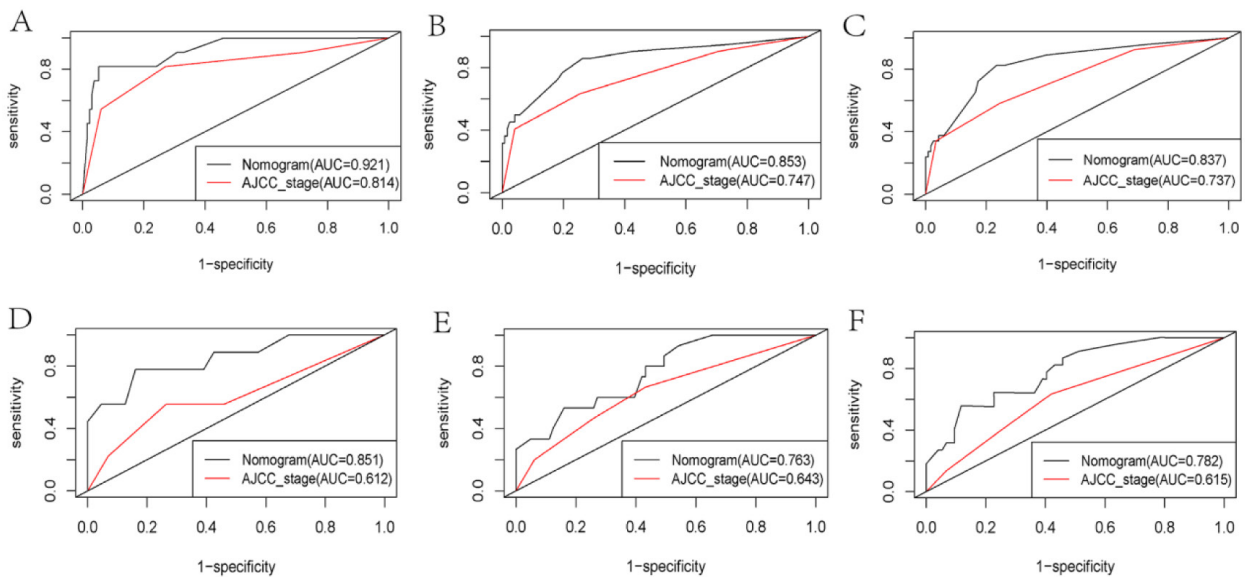 A
sensitivity
0.0 0.4 0.8
Nomogram(AUC=0.921)
AJCC_stage(AUC=0.814)
0.0 0.2 0.4 0.6 0.8 1.0
1−specificity
B
sensitivity
0.0 0.4 0.8
Nomogram(AUC=0.853)
AJCC_stage(AUC=0.747)
0.0 0.2 0.4 0.6 0.8 1.0
1−specificity
C
sensitivity
0.0 0.4 0.8
Nomogram(AUC=0.837)
AJCC_stage(AUC=0.737)
0.0 0.2 0.4 0.6 0.8 1.0
1−specificity
D
sensitivity
0.0 0.4 0.8
Nomogram(AUC=0.851)
AJCC_stage(AUC=0.612)
0.0 0.2 0.4 0.6 0.8 1.0
1−specificity
E
sensitivity
0.0 0.4 0.8
Nomogram(AUC=0.763)
AJCC_stage(AUC=0.643)
0.0 0.2 0.4 0.6 0.8 1.0
1−specificity
F
sensitivity
0.0 0.4 0.8
Nomogram(AUC=0.782)
AJCC_stage(AUC=0.615)
0.0 0.2 0.4 0.6 0.8 1.0
1−specificity